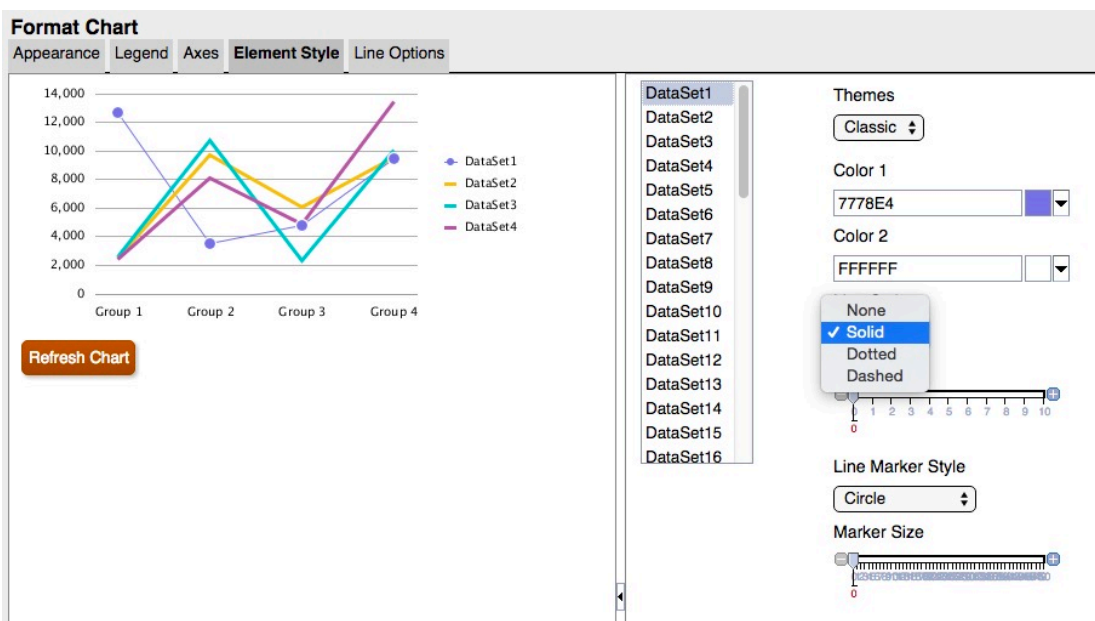 Format Chart
Appearance Legend Axes Element Style Line Options
14,000
12,000
10,000
8,000
6,000
4,000
2,000
0
Group 1 Group 2 Group 3 Group 4
DataSet1
DataSet2
DataSet3
DataSet4
Refresh Chart
DataSet1
DataSet2
DataSet3
DataSet4
DataSet5
DataSet6
DataSet7
DataSet8
DataSet9
DataSet10
DataSet11
DataSet12
DataSet13
DataSet14
DataSet15
DataSet16
Themes
Classic
Color 1
7778E4
Color 2
FFFFFF
None
✓ Solid
Dotted
Dashed
0 1 2 3 4 5 6 7 8 9 10
0
Line Marker Style
Circle
Marker Size
0